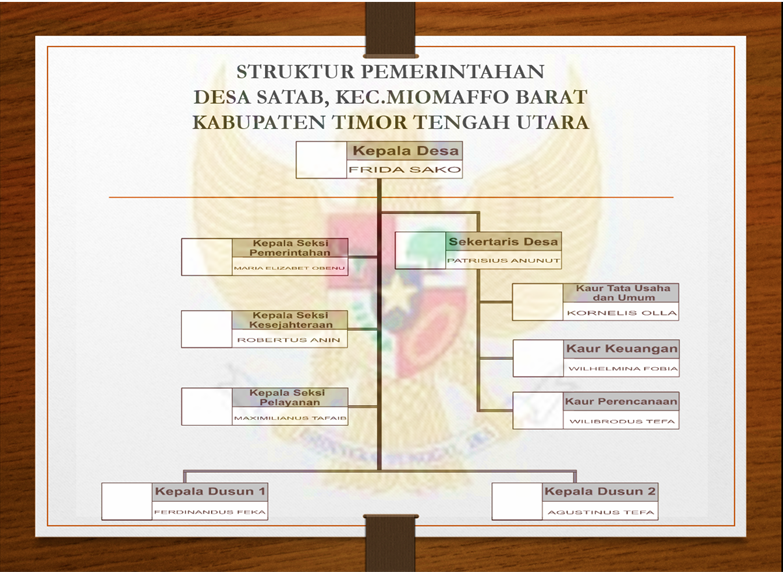 STRUKTUR PEMERINTAHAN
DESA SATAB, KEC.MIOMAFFO BARAT
KABUPATEN TIMOR TENGAH UTARA
Kepala Desa
FRIDA SAKO
Kepala Seksi
Pemerintahan
MARIA ELIZABET OBENU
Sekertaris Desa
PATRISIUS ANUNUT
Kaur Tata Usaha
dan Umum
KORNELIS OLLA
Kepala Seksi
Kesejahteraan
ROBERTUS ANIN
Kaur Keuangan
WILHELMINA FOBIA
Kepala Seksi
Pelayanan
MAXIMILIANUS TAFAIB
Kaur Perencanaan
WILIBRODUS TEFA
Kepala Dusun 1
FERDINANDUS FEKA
Kepala Dusun 2
AGUSTINUS TEFA